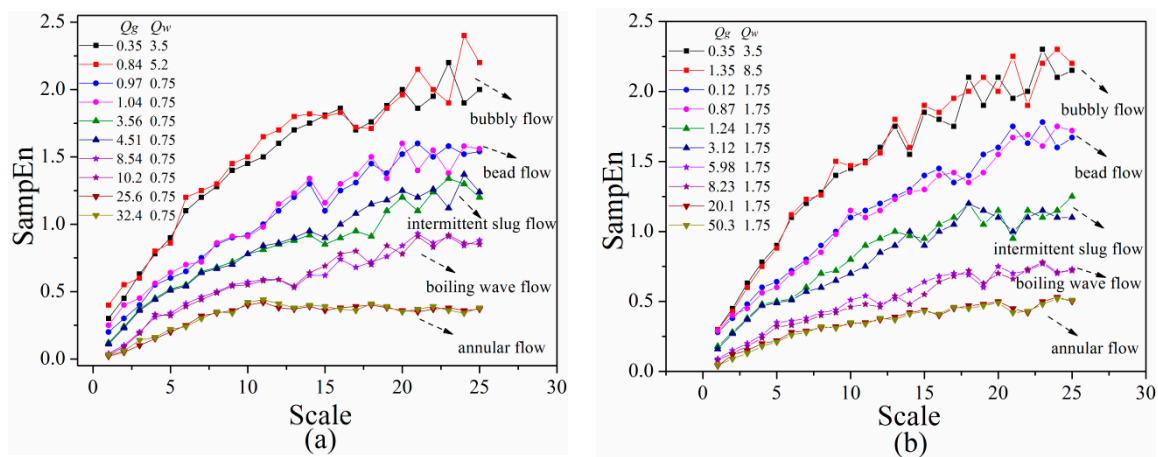 Qg Qw
0.35 3.5
0.84 5.2
0.97 0.75
1.04 0.75
3.56 0.75
4.51 0.75
8.54 0.75
10.2 0.75
25.6 0.75
32.4 0.75
bubbly flow
bead flow
intermittent slug flow
boiling wave flow
annular flow
SampEn
2.5
2.0
1.5
1.0
0.5
0.0
0 5 10 15 20 25 30
Scale
(a)
Qg Qw
0.35 3.5
1.35 8.5
0.12 1.75
0.87 1.75
1.24 1.75
3.12 1.75
5.98 1.75
8.23 1.75
20.1 1.75
50.3 1.75
bubbly flow
bead flow
intermittent slug flow
boiling wave flow
annular flow
SampEn
2.5
2.0
1.5
1.0
0.5
0.0
0 5 10 15 20 25 30
Scale
(b)